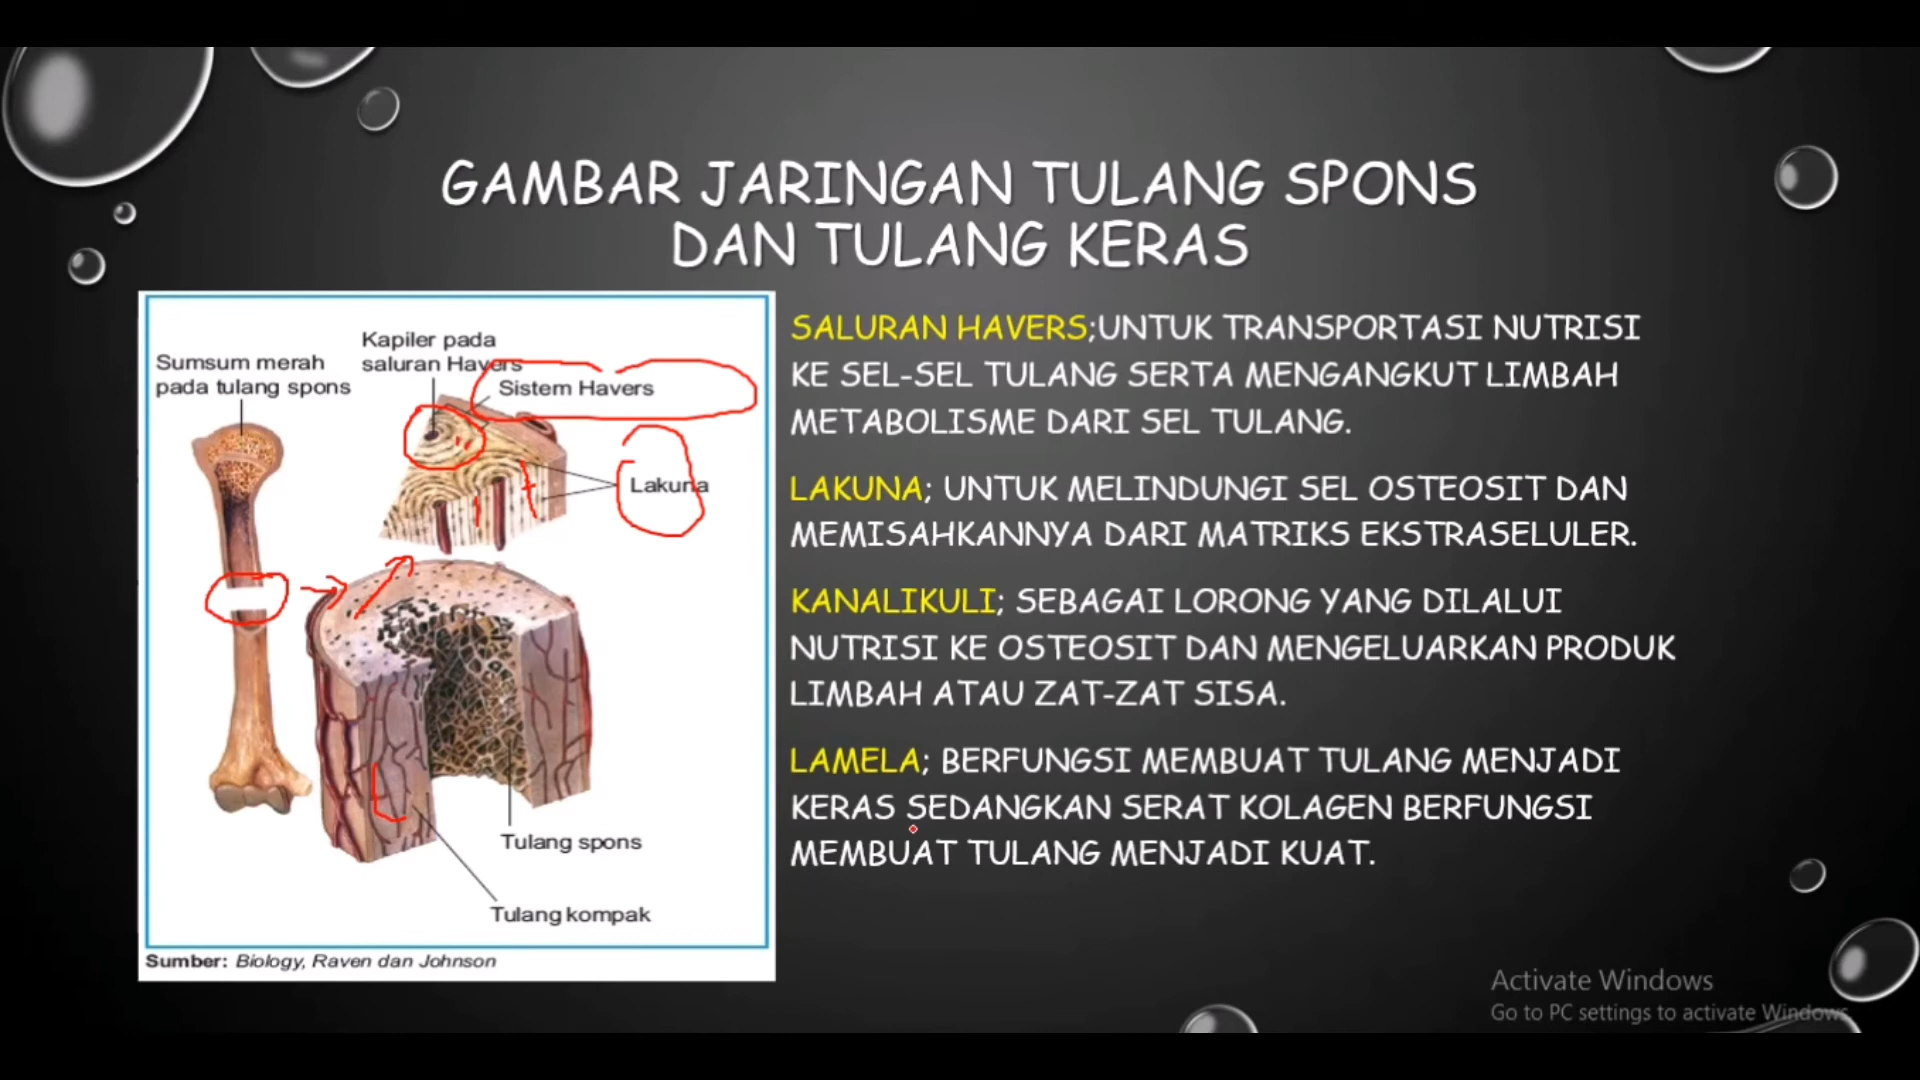 GAMBAR JARINGAN TULANG SPONS
DAN TULANG KERAS
Kapiler pada
saluran Havers
Sumsum merah
pada tulang spons
Sistem Havers
Lakuna
Tulang spons
Tulang kompak
Sumber: Biology, Raven dan Johnson
SALURAN HAVERS;UNTUK TRANSPORTASI NUTRISI
KE SEL-SEL TULANG SERTA MENGANGKUT LIMBAH
METABOLISME DARI SEL TULANG.
LAKUNA; UNTUK MELINDUNGI SEL OSTEOSIT DAN
MEMISAHKANNYA DARI MATRIKS EKSTRASELULER.
KANALIKULI; SEBAGAI LORONG YANG DILALUI
NUTRISI KE OSTEOSIT DAN MENGELUARKAN PRODUK
LIMBAH ATAU ZAT-ZAT SISA.
LAMELA; BERFUNGSI MEMBUAT TULANG MENJADI
KERAS SEDANGKAN SERAT KOLAGEN BERFUNGSI
MEMBUAT TULANG MENJADI KUAT.
Activate Windows
Go to PC settings to activate Windows.